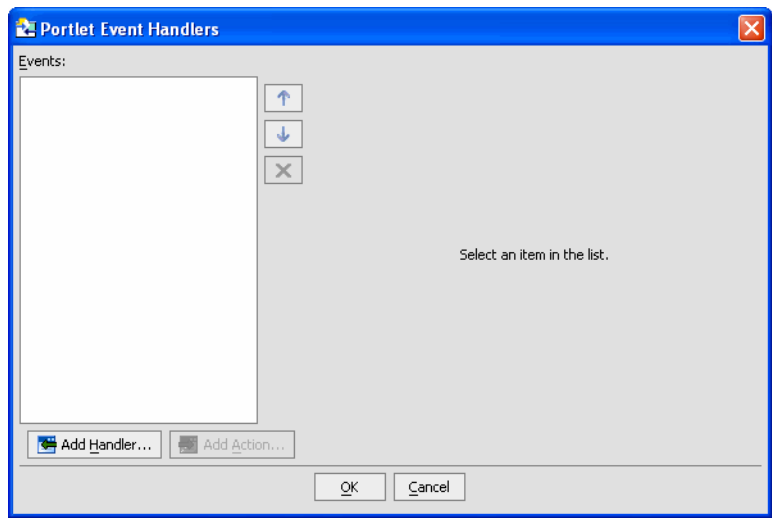 Portlet Event Handlers
Events:
Select an item in the list.
Add Handler...
Add Action...
OK
Cancel